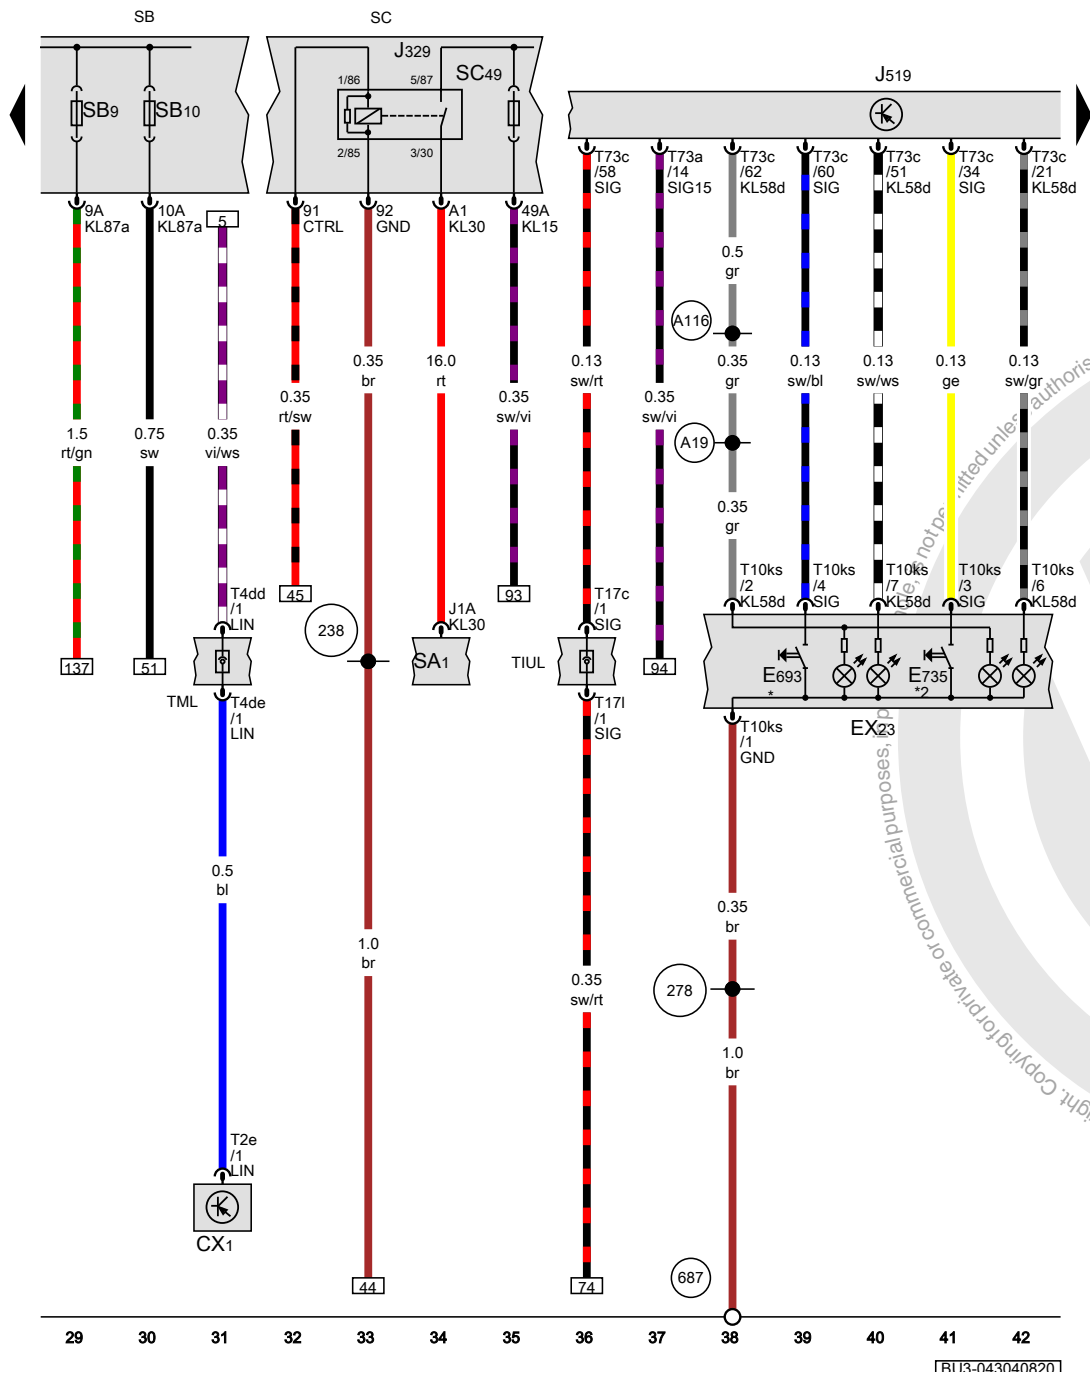 SB
SC
J519
J329
SC49
SB9
SB10
1/86
5/87
2/85
3/30
9A
KL87a
10A
KL87a
5
91
CTRL
92
GND
A1
KL30
49A
KL15
T73c
/58
SIG
T73a
/14
SIG15
T73c
/62
KL58d
T73c
/60
SIG
T73c
/51
KL58d
T73c
/34
SIG
T73c
/21
KL58d
0.5
gr
A116
1.5
rt/gn
0.75
sw
0.35
vi/ws
0.35
rt/sw
0.35
br
16.0
rt
0.35
sw/vi
0.13
sw/rt
0.35
sw/vi
0.35
gr
0.13
sw/bl
0.13
sw/ws
0.13
ge
0.13
sw/gr
A19
0.35
gr
T4dd
/1
LIN
45
238
J1A
KL30
93
T17c
/1
SIG
T10ks
/2
KL58d
T10ks
/4
SIG
T10ks
/7
KL58d
T10ks
/3
SIG
T10ks
/6
KL58d
137
51
SA1
TIUL
94
E693
*
E735
*2
TML
T4de
/1
LIN
T17l
/1
SIG
T10ks
/1
GND
EX23
0.5
bl
1.0
br
0.35
sw/rt
0.35
br
278
1.0
br
T2e
/1
LIN
CX1
44
74
687
29 30 31 32 33 34 35 36 37 38 39 40 41 42
BU3-043040820
purposes,
or commercial
for private
Copying